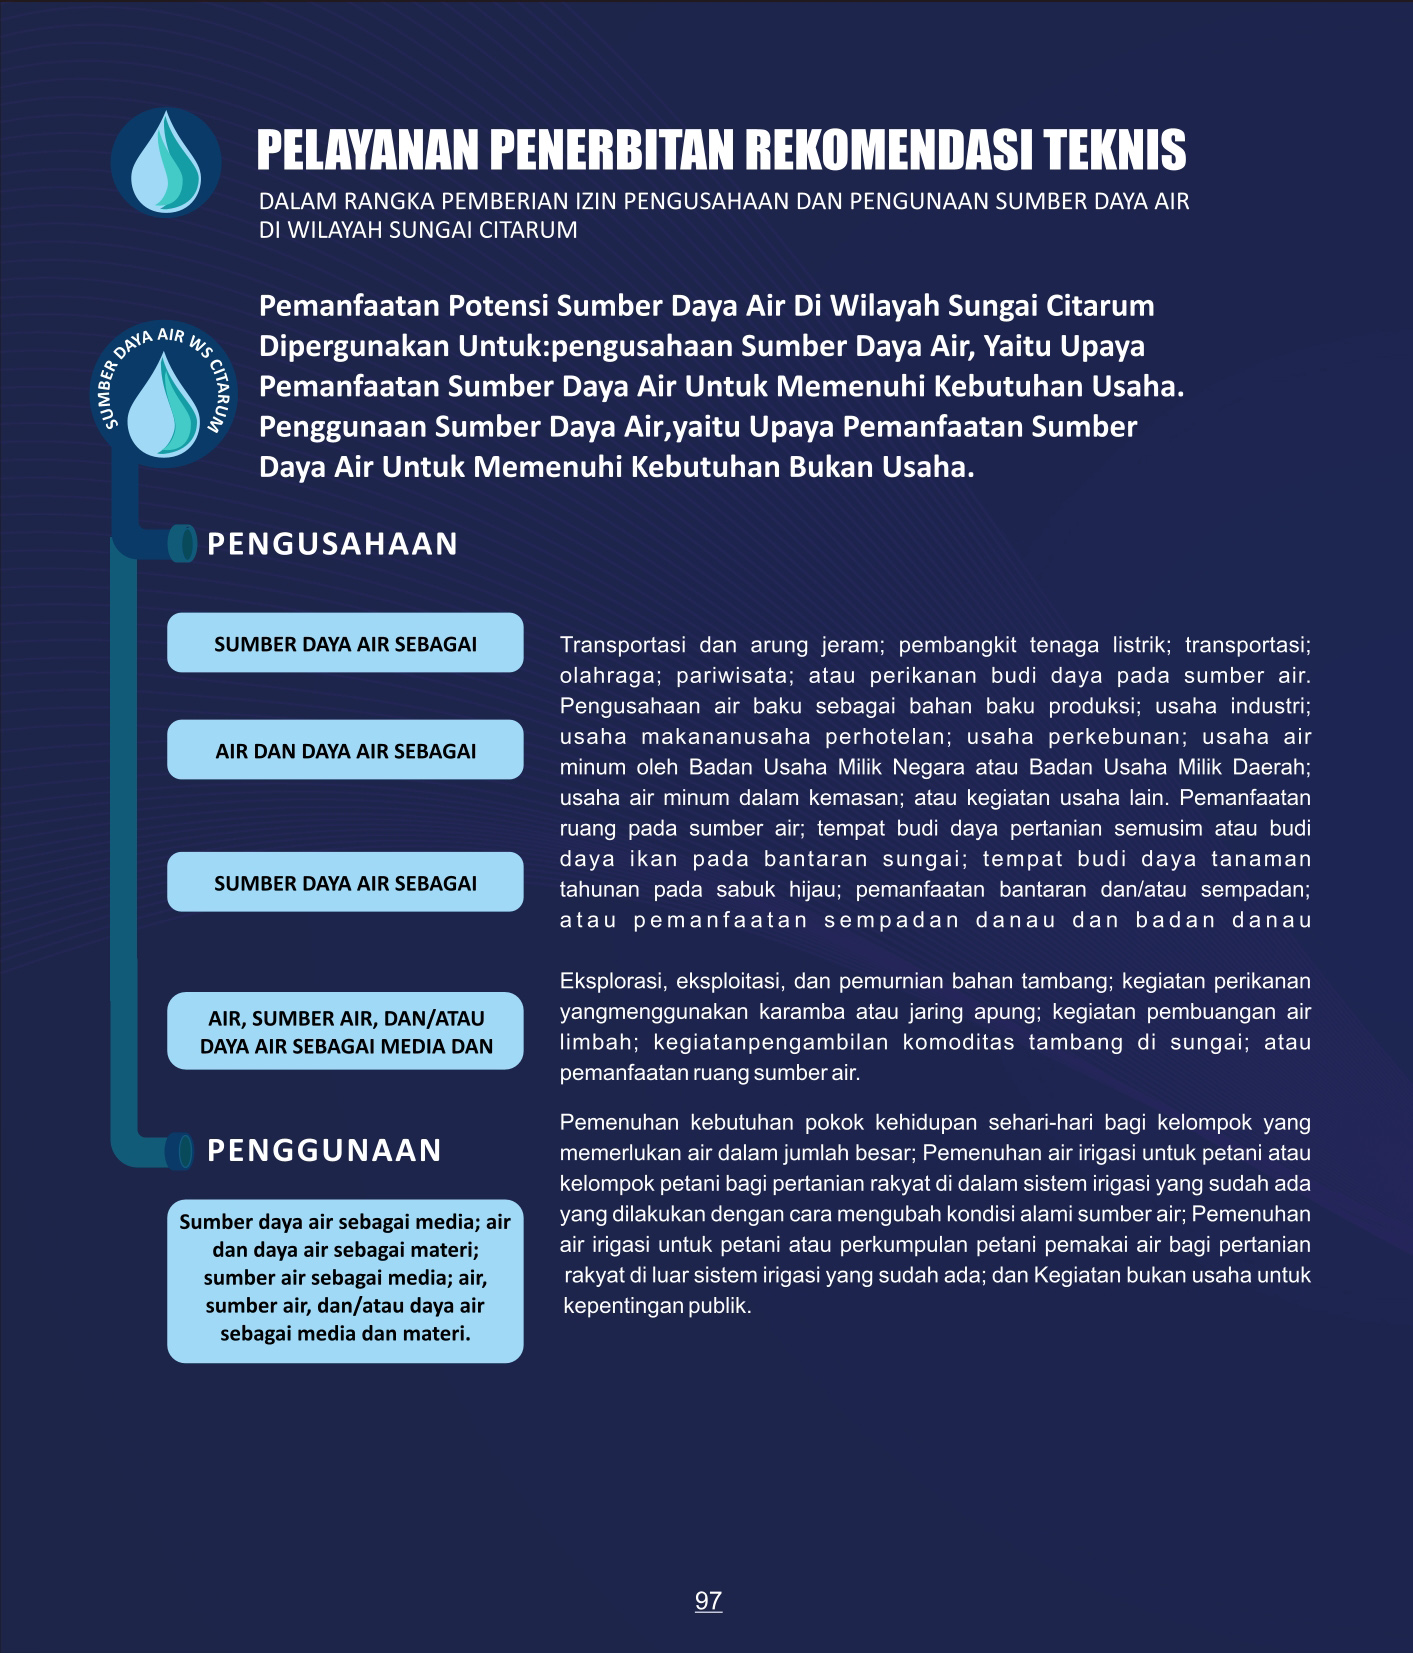 PELAYANAN PENERBITAN REKOMENDASI TEKNIS
DALAM RANGKA PEMBERIAN IZIN PENGUSAHAAN DAN PENGUNAAN SUMBER DAYA AIR
DI WILAYAH SUNGAI CITARUM
SUMBER DAYA AIR WS CITARUM
Pemanfaatan Potensi Sumber Daya Air Di Wilayah Sungai Citarum
Dipergunakan Untuk:pengusahaan Sumber Daya Air, Yaitu Upaya
Pemanfaatan Sumber Daya Air Untuk Memenuhi Kebutuhan Usaha.
Penggunaan Sumber Daya Air,yaitu Upaya Pemanfaatan Sumber
Daya Air Untuk Memenuhi Kebutuhan Bukan Usaha.
PENGUSAHAAN
SUMBER DAYA AIR SEBAGAI
AIR DAN DAYA AIR SEBAGAI
SUMBER DAYA AIR SEBAGAI
AIR, SUMBER AIR, DAN/ATAU
DAYA AIR SEBAGAI MEDIA DAN
Transportasi dan arung jeram; pembangkit tenaga listrik; transportasi;
olahraga; pariwisata; atau perikanan budi daya pada sumber air.
Pengusahaan air baku sebagai bahan baku produksi; usaha industri;
usaha makananusaha perhotelan; usaha perkebunan; usaha air
minum oleh Badan Usaha Milik Negara atau Badan Usaha Milik Daerah;
usaha air minum dalam kemasan; atau kegiatan usaha lain. Pemanfaatan
ruang pada sumber air; tempat budi daya pertanian semusim atau budi
daya ikan pada bantaran sungai; tempat budi daya tanaman
tahunan pada sabuk hijau; pemanfaatan bantaran dan/atau sempadan;
atau pemanfaatan sempadan danau dan badan danau
Eksplorasi, eksploitasi, dan pemurnian bahan tambang; kegiatan perikanan
yangmenggunakan karamba atau jaring apung; kegiatan pembuangan air
limbah; kegiatanpengambilan komoditas tambang di sungai; atau
pemanfaatan ruang sumber air.
PENGGUNAAN
Sumber daya air sebagai media; air
dan daya air sebagai materi;
sumber air sebagai media; air,
sumber air, dan/atau daya air
sebagai media dan materi.
Pemenuhan kebutuhan pokok kehidupan sehari-hari bagi kelompok yang
memerlukan air dalam jumlah besar; Pemenuhan air irigasi untuk petani atau
kelompok petani bagi pertanian rakyat di dalam sistem irigasi yang sudah ada
yang dilakukan dengan cara mengubah kondisi alami sumber air; Pemenuhan
air irigasi untuk petani atau perkumpulan petani pemakai air bagi pertanian
rakyat di luar sistem irigasi yang sudah ada; dan Kegiatan bukan usaha untuk
kepentingan publik.
97